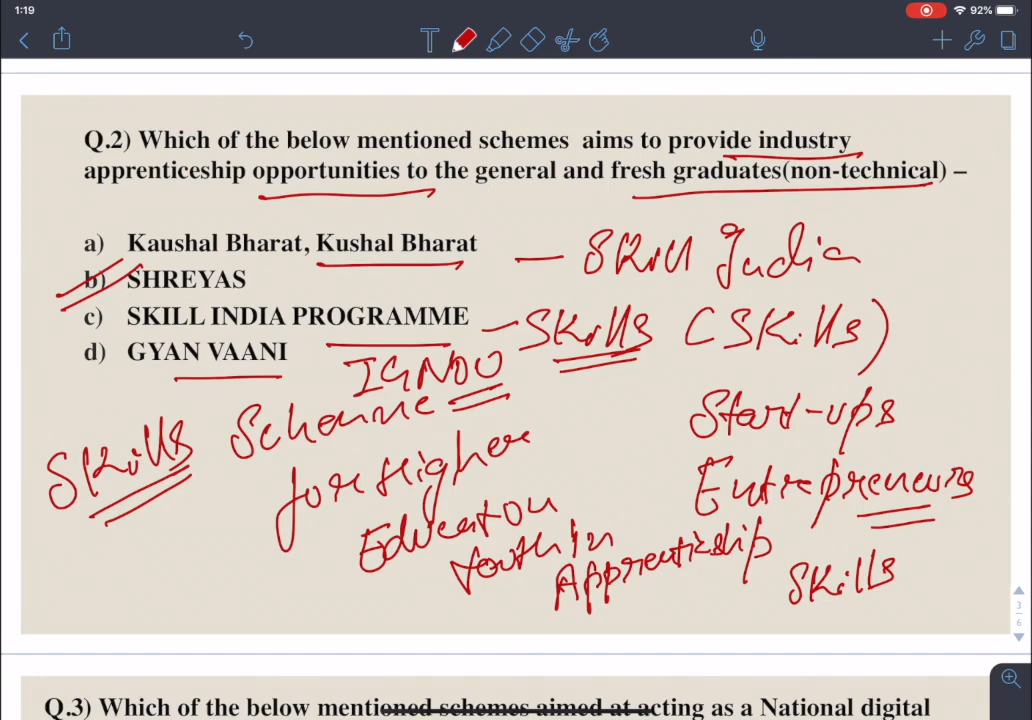 1:19
92%
Q.2) Which of the below mentioned schemes aims to provide industry
apprenticeship opportunities to the general and fresh graduates(non-technical) –
a) Kaushal Bharat, Kushal Bharat – Skill India
b) SHREYAS
c) SKILL INDIA PROGRAMME – Skills (Skills)
d) GYAN VAANI IGNOU
Skills Scheme
for Higher
Education
Youth in
Apprenticeship
Skills
Start-ups
Entrepreneurs
3
6
Q.3) Which of the below mentioned schemes aimed at acting as a National digital